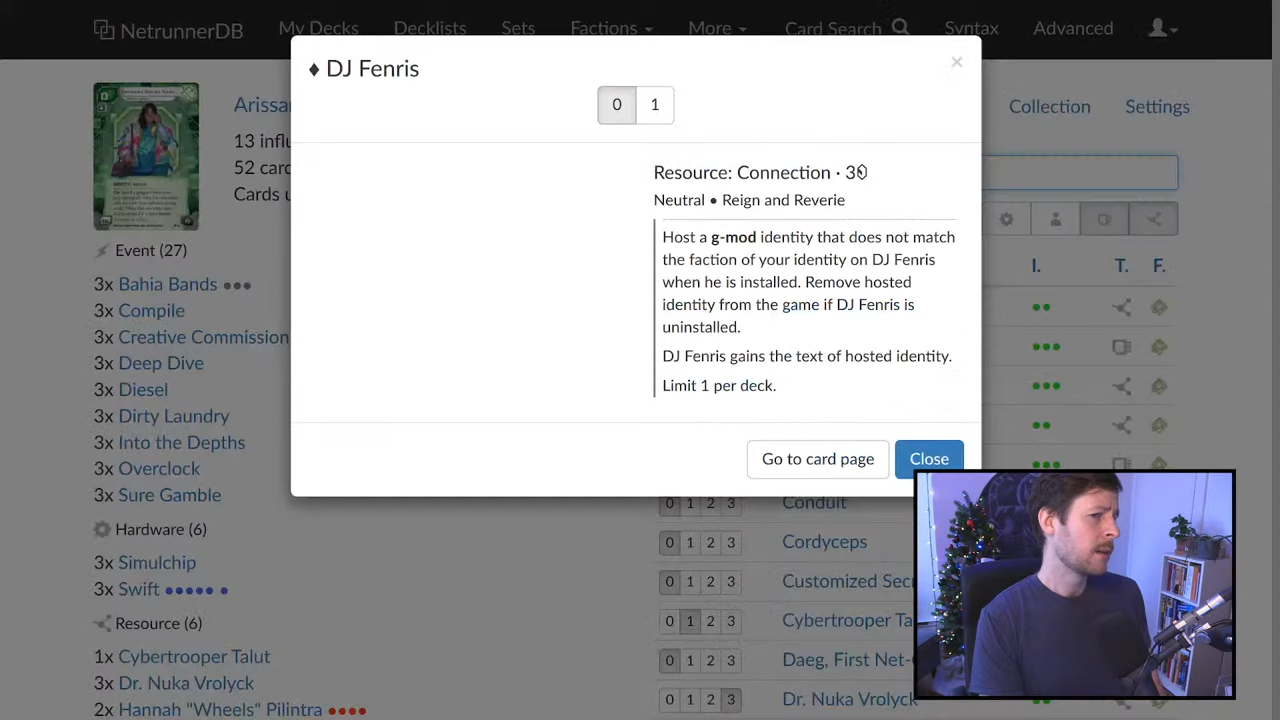 NetrunnerDB My Decks Decklists Sets Factions More Card Search Syntax Advanced
♦ DJ Fenris ×
0 1
Arissa Collection Settings
13 influ
52 card
Cards u
Resource: Connection · 3
Neutral • Reign and Reverie
Host a g-mod identity that does not match
the faction of your identity on DJ Fenris
when he is installed. Remove hosted
identity from the game if DJ Fenris is
uninstalled.
DJ Fenris gains the text of hosted identity.
Limit 1 per deck.
Go to card page Close
Event (27)
3x Bahia Bands
3x Compile
3x Creative Commission
3x Deep Dive
3x Diesel
3x Dirty Laundry
3x Into the Depths
3x Overclock
3x Sure Gamble
Hardware (6)
3x Simulchip
3x Swift
Resource (6)
1x Cybertrooper Talut
3x Dr. Nuka Vrolyck
2x Hannah "Wheels" Pilintra
I. T. F.
0 1 2 3 Conduit
0 1 2 3 Cordyceps
0 1 2 3 Customized Sec
0 1 2 3 Cybertrooper Ta
0 1 2 3 Daeg, First Net-
0 1 2 3 Dr. Nuka Vrolyck